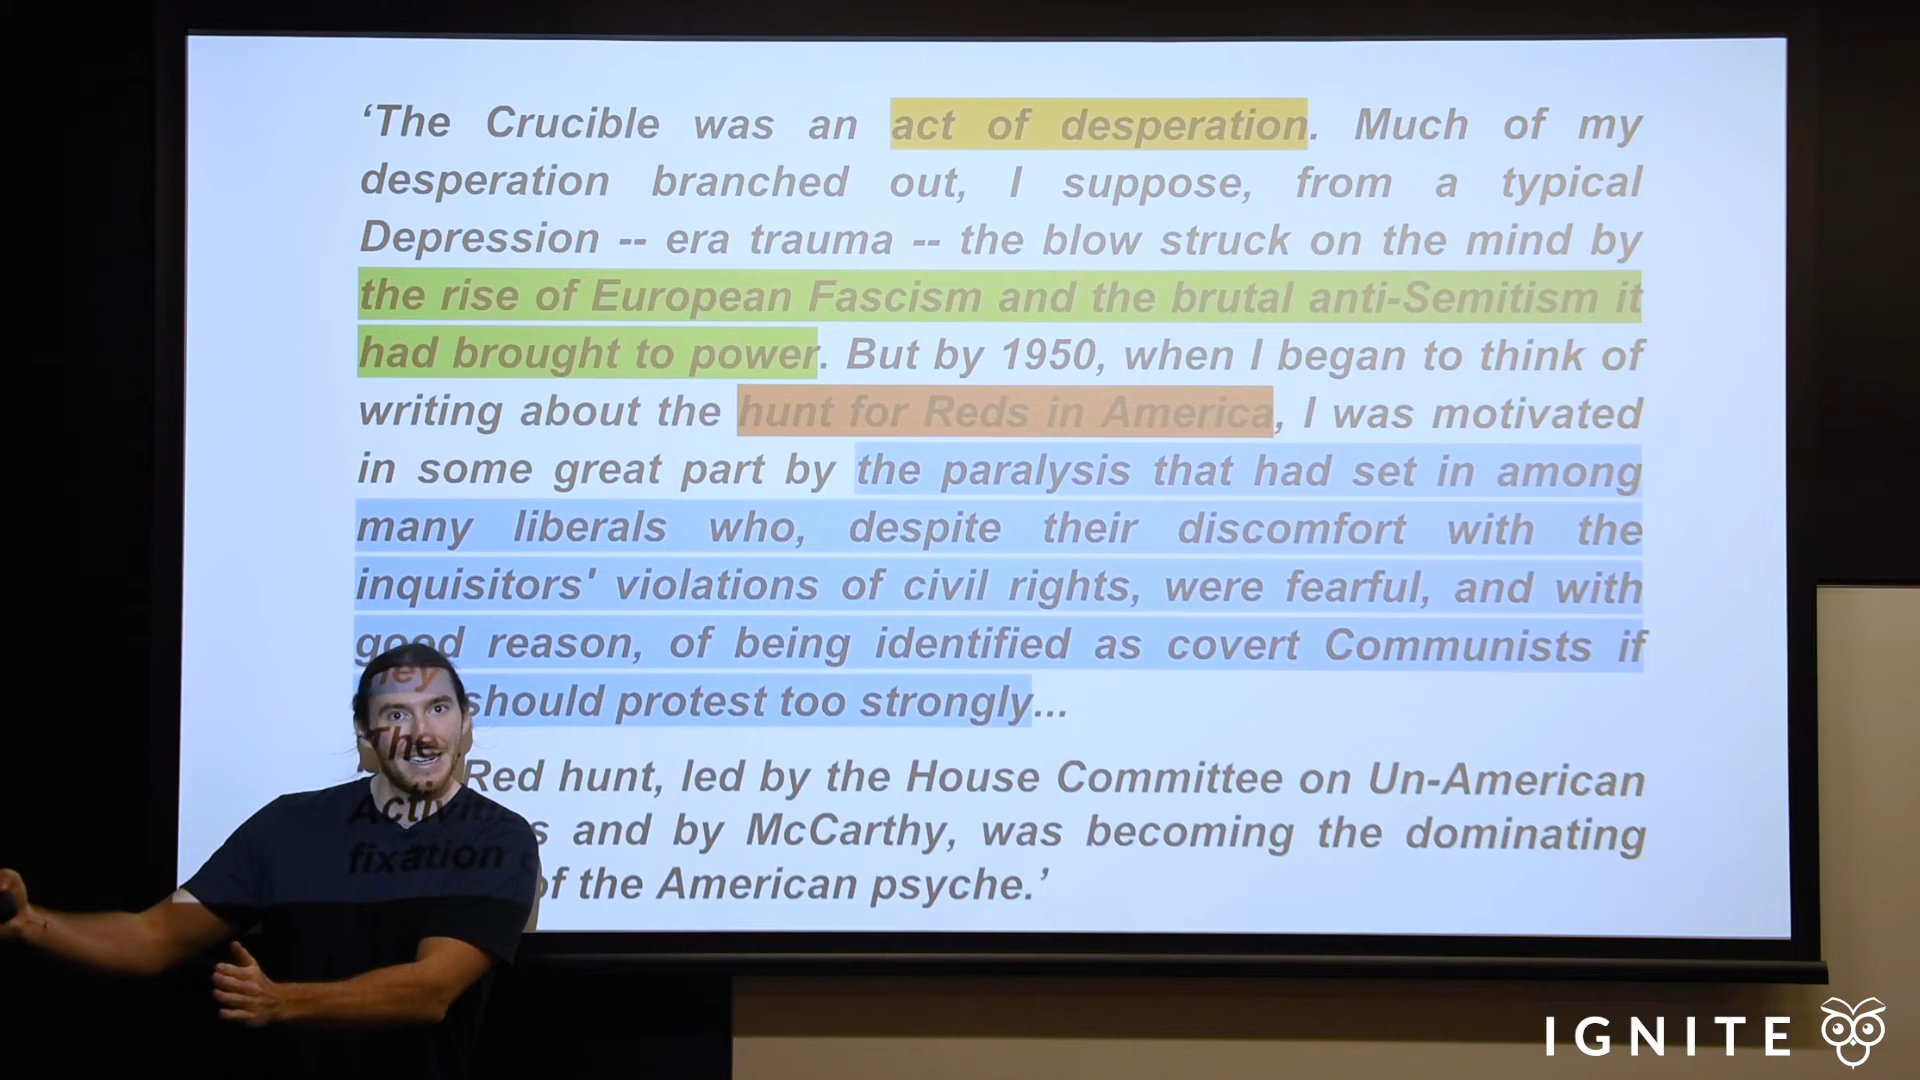 ‘The Crucible was an act of desperation. Much of my
desperation branched out, I suppose, from a typical
Depression -- era trauma -- the blow struck on the mind by
the rise of European Fascism and the brutal anti-Semitism it
had brought to power. But by 1950, when I began to think of
writing about the hunt for Reds in America, I was motivated
in some great part by the paralysis that had set in among
many liberals who, despite their discomfort with the
inquisitors' violations of civil rights, were fearful, and with
good reason, of being identified as covert Communists if
they should protest too strongly...
‘The Red hunt, led by the House Committee on Un-American
Activities and by McCarthy, was becoming the dominating
fixation of the American psyche.’
IGNITE